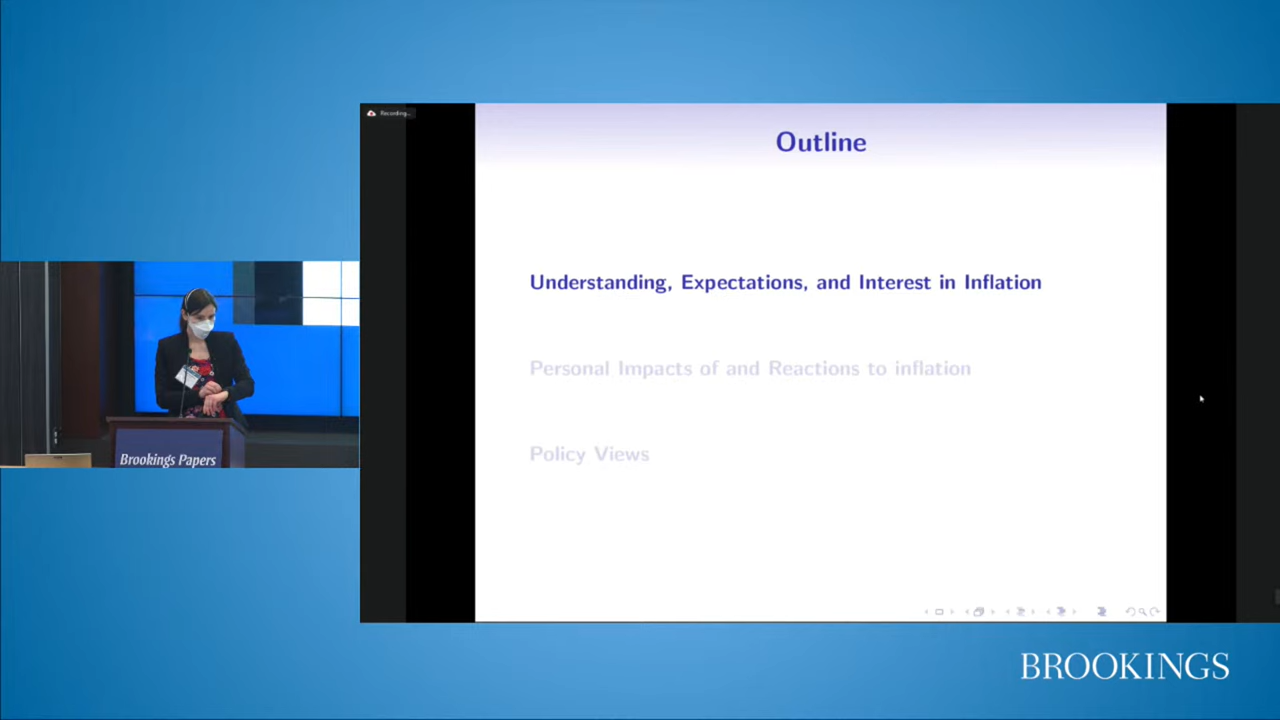 Recording...
Outline
Understanding, Expectations, and Interest in Inflation
Personal Impacts of and Reactions to inflation
Policy Views
Brookings Papers
BROOKINGS